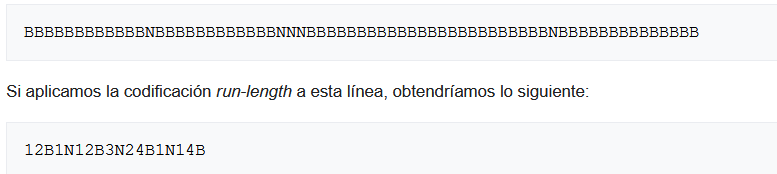 BBBBBBBBBBBBNBBBBBBBBBBBBNNNBBBBBBBBBBBBBBBBBBBBBBBBNBBBBBBBBBBBBBB
Si aplicamos la codificación run-length a esta línea, obtendríamos lo siguiente:
12B1N12B3N24B1N14B